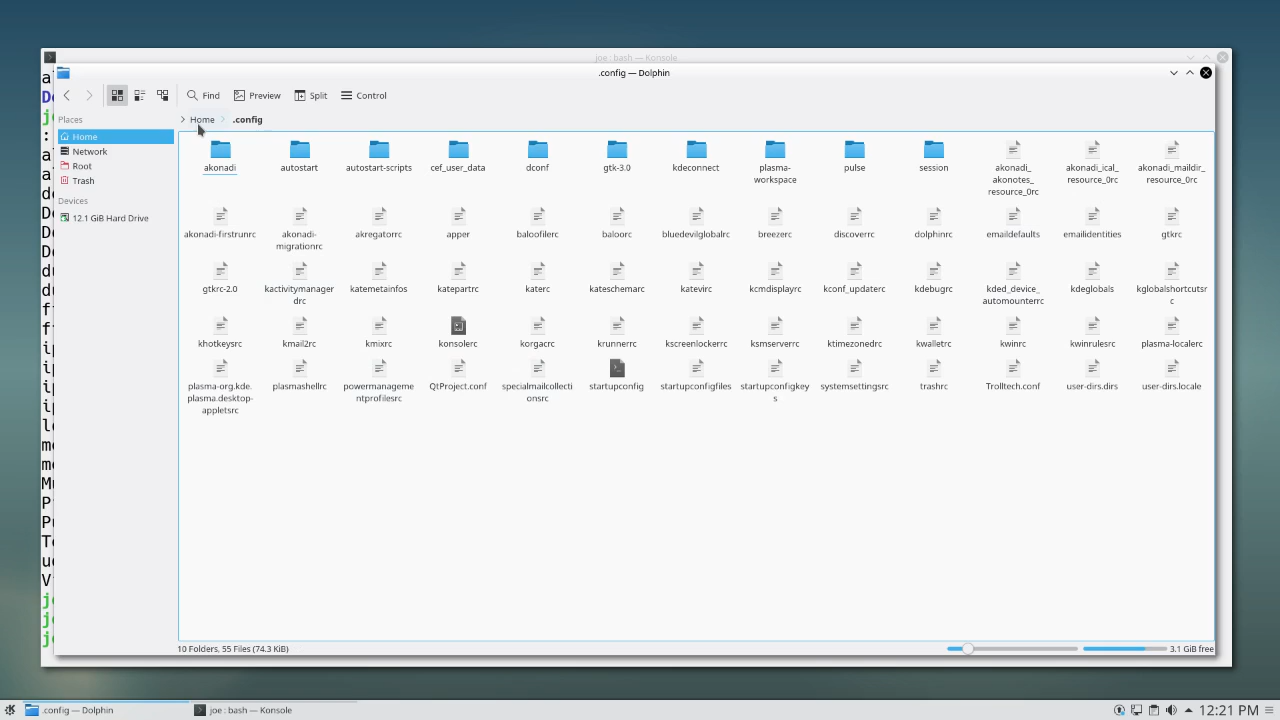 joe : bash — Konsole
.config — Dolphin
Find
Preview
Split
Control
Places
Home
Network
Root
Trash
Devices
12.1 GiB Hard Drive
Home
.config
akonadi
autostart
autostart-scripts
cef_user_data
dconf
gtk-3.0
kdeconnect
plasma-
workspace
pulse
session
akonadi_
akonotes_
resource_0rc
akonadi_ical_
resource_0rc
akonadi_maildir_
resource_0rc
akonadi-firstrunrc
akonadi-
migrationrc
akregatorrc
apper
baloofilerc
baloorc
bluedevilglobalrc
breezerc
discoverrc
dolphinrc
emaildefaults
emailidentities
gtkrc
gtkrc-2.0
kactivitymanager
drc
katemetainfos
katepartrc
katerc
kateschemarc
katevirc
kcmdisplayrc
kconf_updaterc
kdebugrc
kded_device_
automounterrc
kdeglobals
kglobalshortcutsr
c
khotkeysrc
kmail2rc
kmixrc
konsolerc
korgacrc
krunnerrc
kscreenlockerrc
ksmserverrc
ktimezonedrc
kwalletrc
kwinrc
kwinrulesrc
plasma-localerc
plasma-org.kde.
plasma.desktop-
appletsrc
plasmashellrc
powermanageme
ntprofilesrc
QtProject.conf
specialmailcollecti
onsrc
startupconfig
startupconfigfiles
startupconfigkey
s
systemsettingsrc
trashrc
Trolltech.conf
user-dirs.dirs
user-dirs.locale
10 Folders, 55 Files (74.3 KiB)
3.1 GiB free
.config — Dolphin
joe : bash — Konsole
12:21 PM